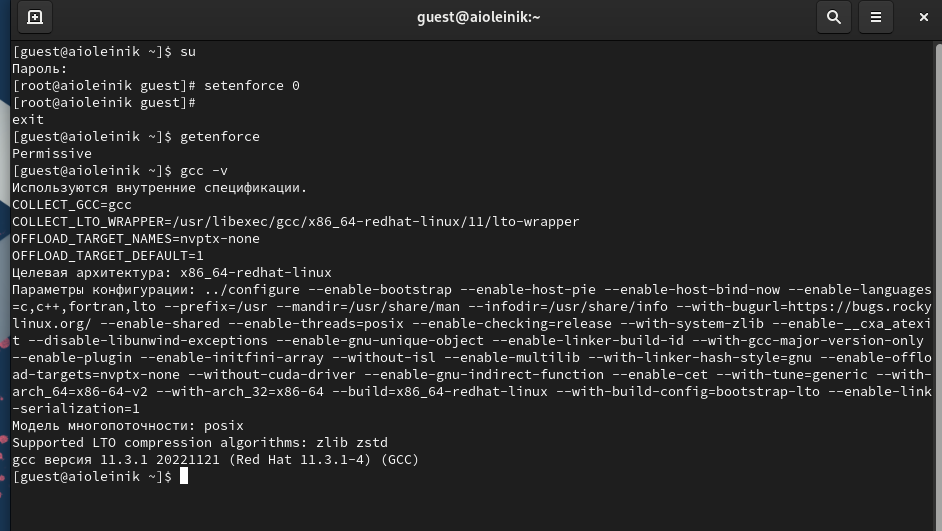 guest@aioleinik:~
[guest@aioleinik ~]$ su
Пароль:
[root@aioleinik guest]# setenforce 0
[root@aioleinik guest]#
exit
[guest@aioleinik ~]$ getenforce
Permissive
[guest@aioleinik ~]$ gcc -v
Используются внутренние спецификации.
COLLECT_GCC=gcc
COLLECT_LTO_WRAPPER=/usr/libexec/gcc/x86_64-redhat-linux/11/lto-wrapper
OFFLOAD_TARGET_NAMES=nvptx-none
OFFLOAD_TARGET_DEFAULT=1
Целевая архитектура: x86_64-redhat-linux
Параметры конфигурации: ../configure --enable-bootstrap --enable-host-pie --enable-host-bind-now --enable-languages
=c,c++,fortran,lto --prefix=/usr --mandir=/usr/share/man --infodir=/usr/share/info --with-bugurl=https://bugs.rocky
linux.org/ --enable-shared --enable-threads=posix --enable-checking=release --with-system-zlib --enable-__cxa_atexi
t --disable-libunwind-exceptions --enable-gnu-unique-object --enable-linker-build-id --with-gcc-major-version-only
--enable-plugin --enable-initfini-array --without-isl --enable-multilib --with-linker-hash-style=gnu --enable-offlo
ad-targets=nvptx-none --without-cuda-driver --enable-gnu-indirect-function --enable-cet --with-tune=generic --with-
arch_64=x86-64-v2 --with-arch_32=x86-64 --build=x86_64-redhat-linux --with-build-config=bootstrap-lto --enable-link
-serialization=1
Модель многопоточности: posix
Supported LTO compression algorithms: zlib zstd
gcc версия 11.3.1 20221121 (Red Hat 11.3.1-4) (GCC)
[guest@aioleinik ~]$